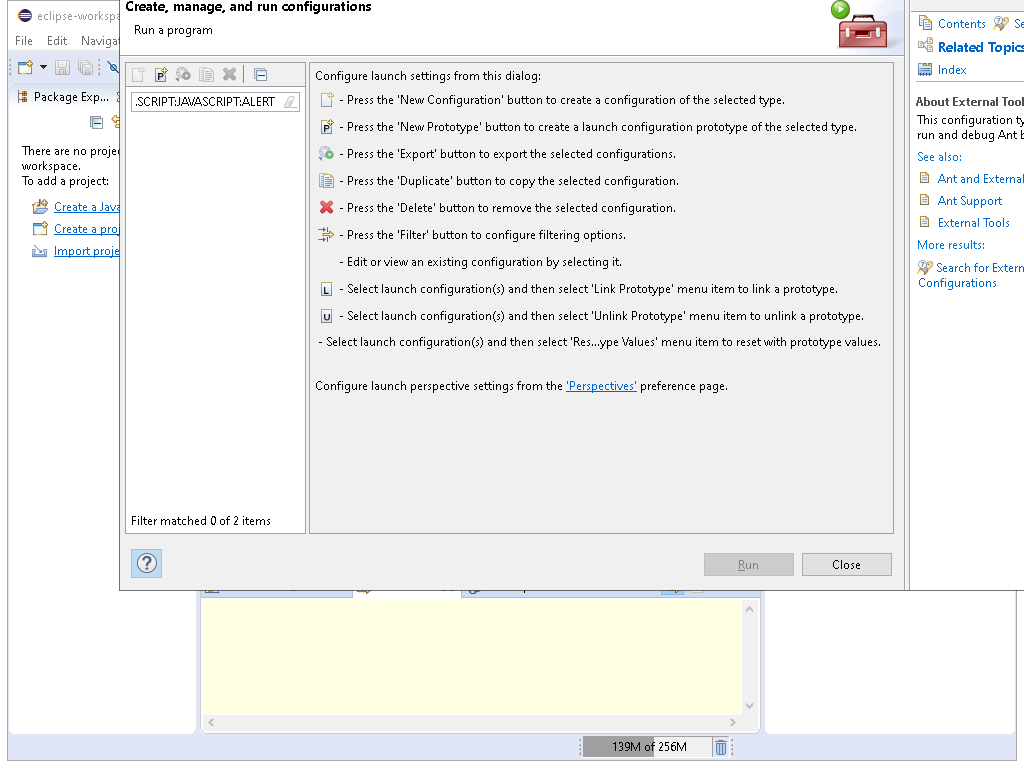 eclipse-workspa
Create, manage, and run configurations
Run a program
File Edit Navigat
Package Exp...
There are no projec
workspace.
To add a project:
Create a Java
Create a proj
Import proje
.SCRIPT:JAVASCRIPT:ALERT
Filter matched 0 of 2 items
Configure launch settings from this dialog:
- Press the 'New Configuration' button to create a configuration of the selected type.
P - Press the 'New Prototype' button to create a launch configuration prototype of the selected type.
- Press the 'Export' button to export the selected configurations.
- Press the 'Duplicate' button to copy the selected configuration.
- Press the 'Delete' button to remove the selected configuration.
- Press the 'Filter' button to configure filtering options.
- Edit or view an existing configuration by selecting it.
L - Select launch configuration(s) and then select 'Link Prototype' menu item to link a prototype.
U - Select launch configuration(s) and then select 'Unlink Prototype' menu item to unlink a prototype.
- Select launch configuration(s) and then select 'Res...ype Values' menu item to reset with prototype values.
Configure launch perspective settings from the 'Perspectives' preference page.
? Run Close
Contents Se
Related Topics
Index
About External Tool
This configuration ty
run and debug Ant b
See also:
Ant and External
Ant Support
External Tools
More results:
Search for Extern
Configurations
139M of 256M